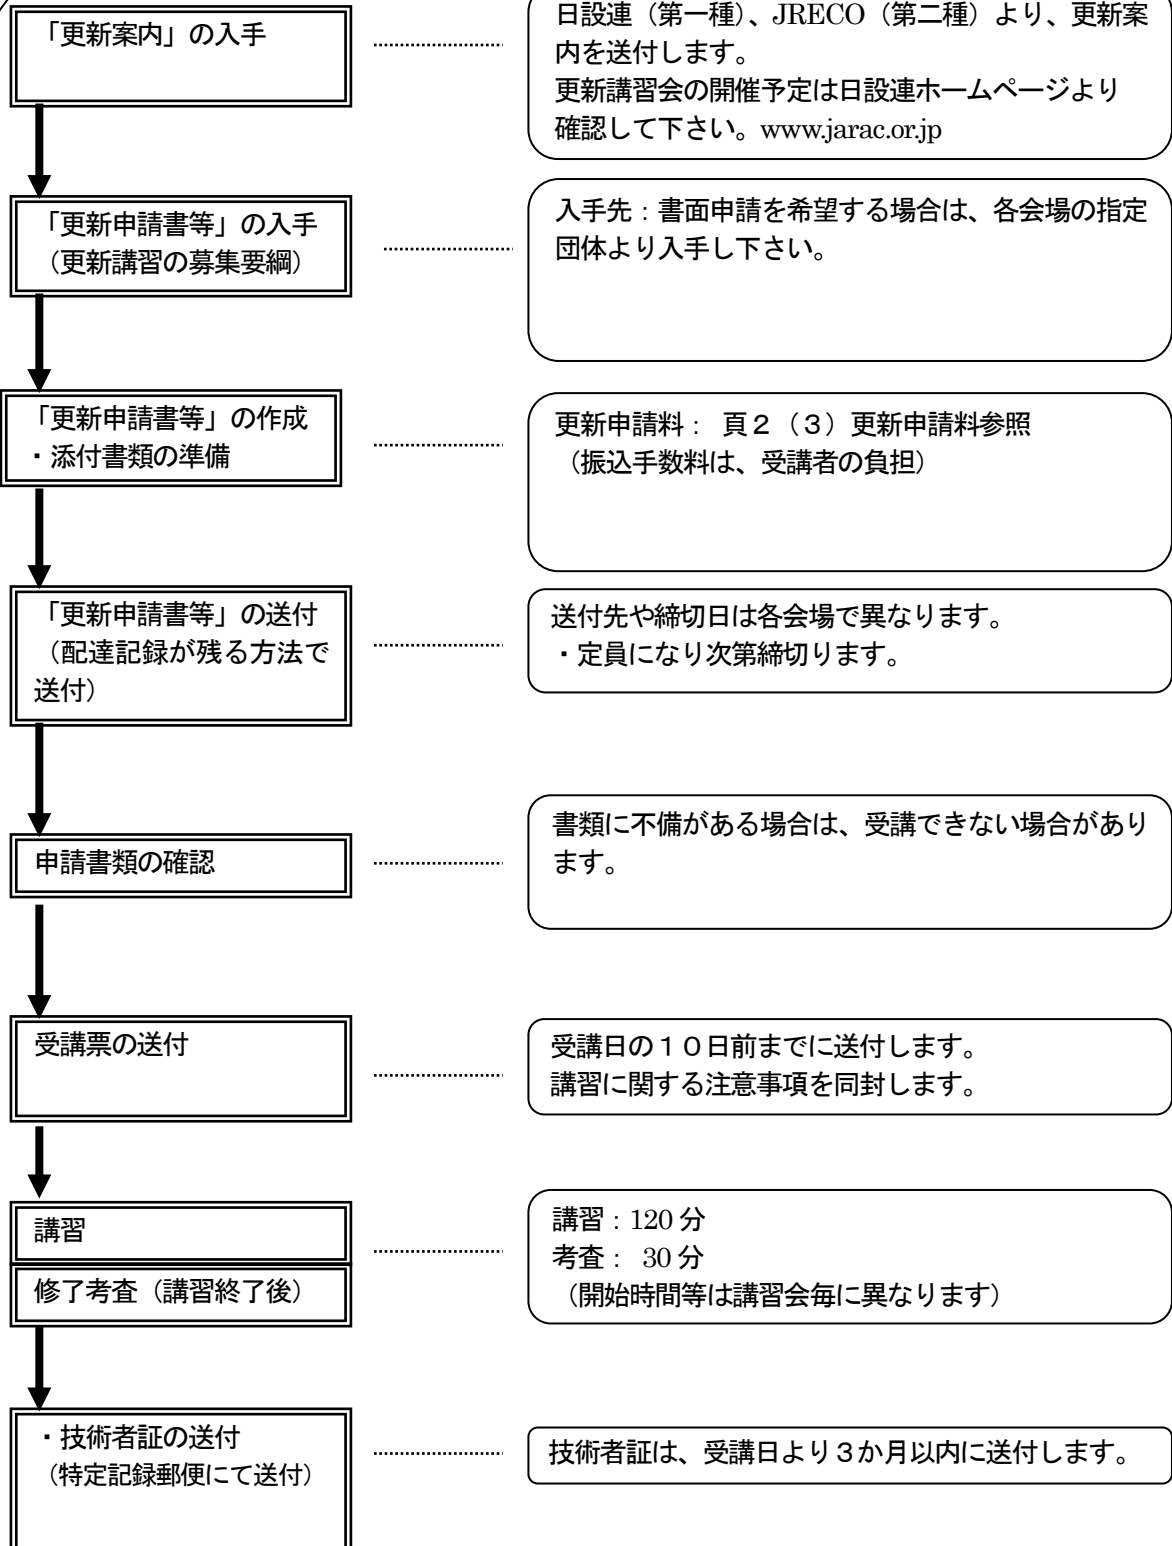 「更新案内」の入手
日設連（第一種）、JRECO（第二種）より、更新案
内を送付します。
更新講習会の開催予定は日設連ホームページより
確認して下さい。www.jarac.or.jp
「更新申請書等」の入手
（更新講習の募集要綱）
入手先：書面申請を希望する場合は、各会場の指定
団体より入手し下さい。
「更新申請書等」の作成
・添付書類の準備
更新申請料： 頁２（３）更新申請料参照
（振込手数料は、受講者の負担）
「更新申請書等」の送付
（配達記録が残る方法で
送付）
送付先や締切日は各会場で異なります。
・定員になり次第締切ります。
申請書類の確認
書類に不備がある場合は、受講できない場合があり
ます。
受講票の送付
受講日の１０日前までに送付します。
講習に関する注意事項を同封します。
講習
修了考査（講習終了後）
講習：120 分
考査： 30 分
（開始時間等は講習会毎に異なります）
・技術者証の送付
（特定記録郵便にて送付）
技術者証は、受講日より３か月以内に送付します。